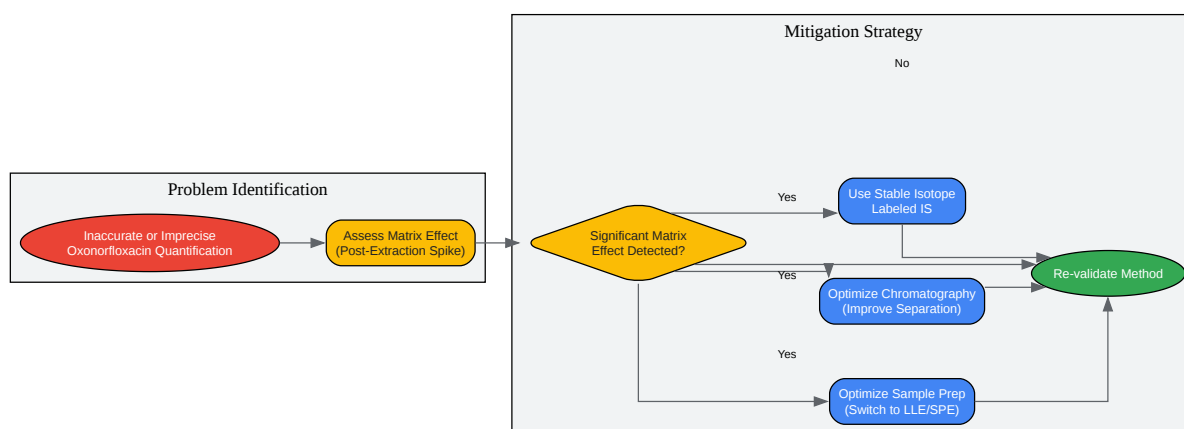 Mitigation Strategy
No
Problem Identification
Inaccurate or Imprecise
Oxonorfloxacin Quantification
Assess Matrix Effect
(Post-Extraction Spike)
Significant Matrix
Effect Detected?
Yes
Use Stable Isotope
Labeled IS
Yes
Optimize Chromatography
(Improve Separation)
Re-validate Method
Yes
Optimize Sample Prep
(Switch to LLE/SPE)